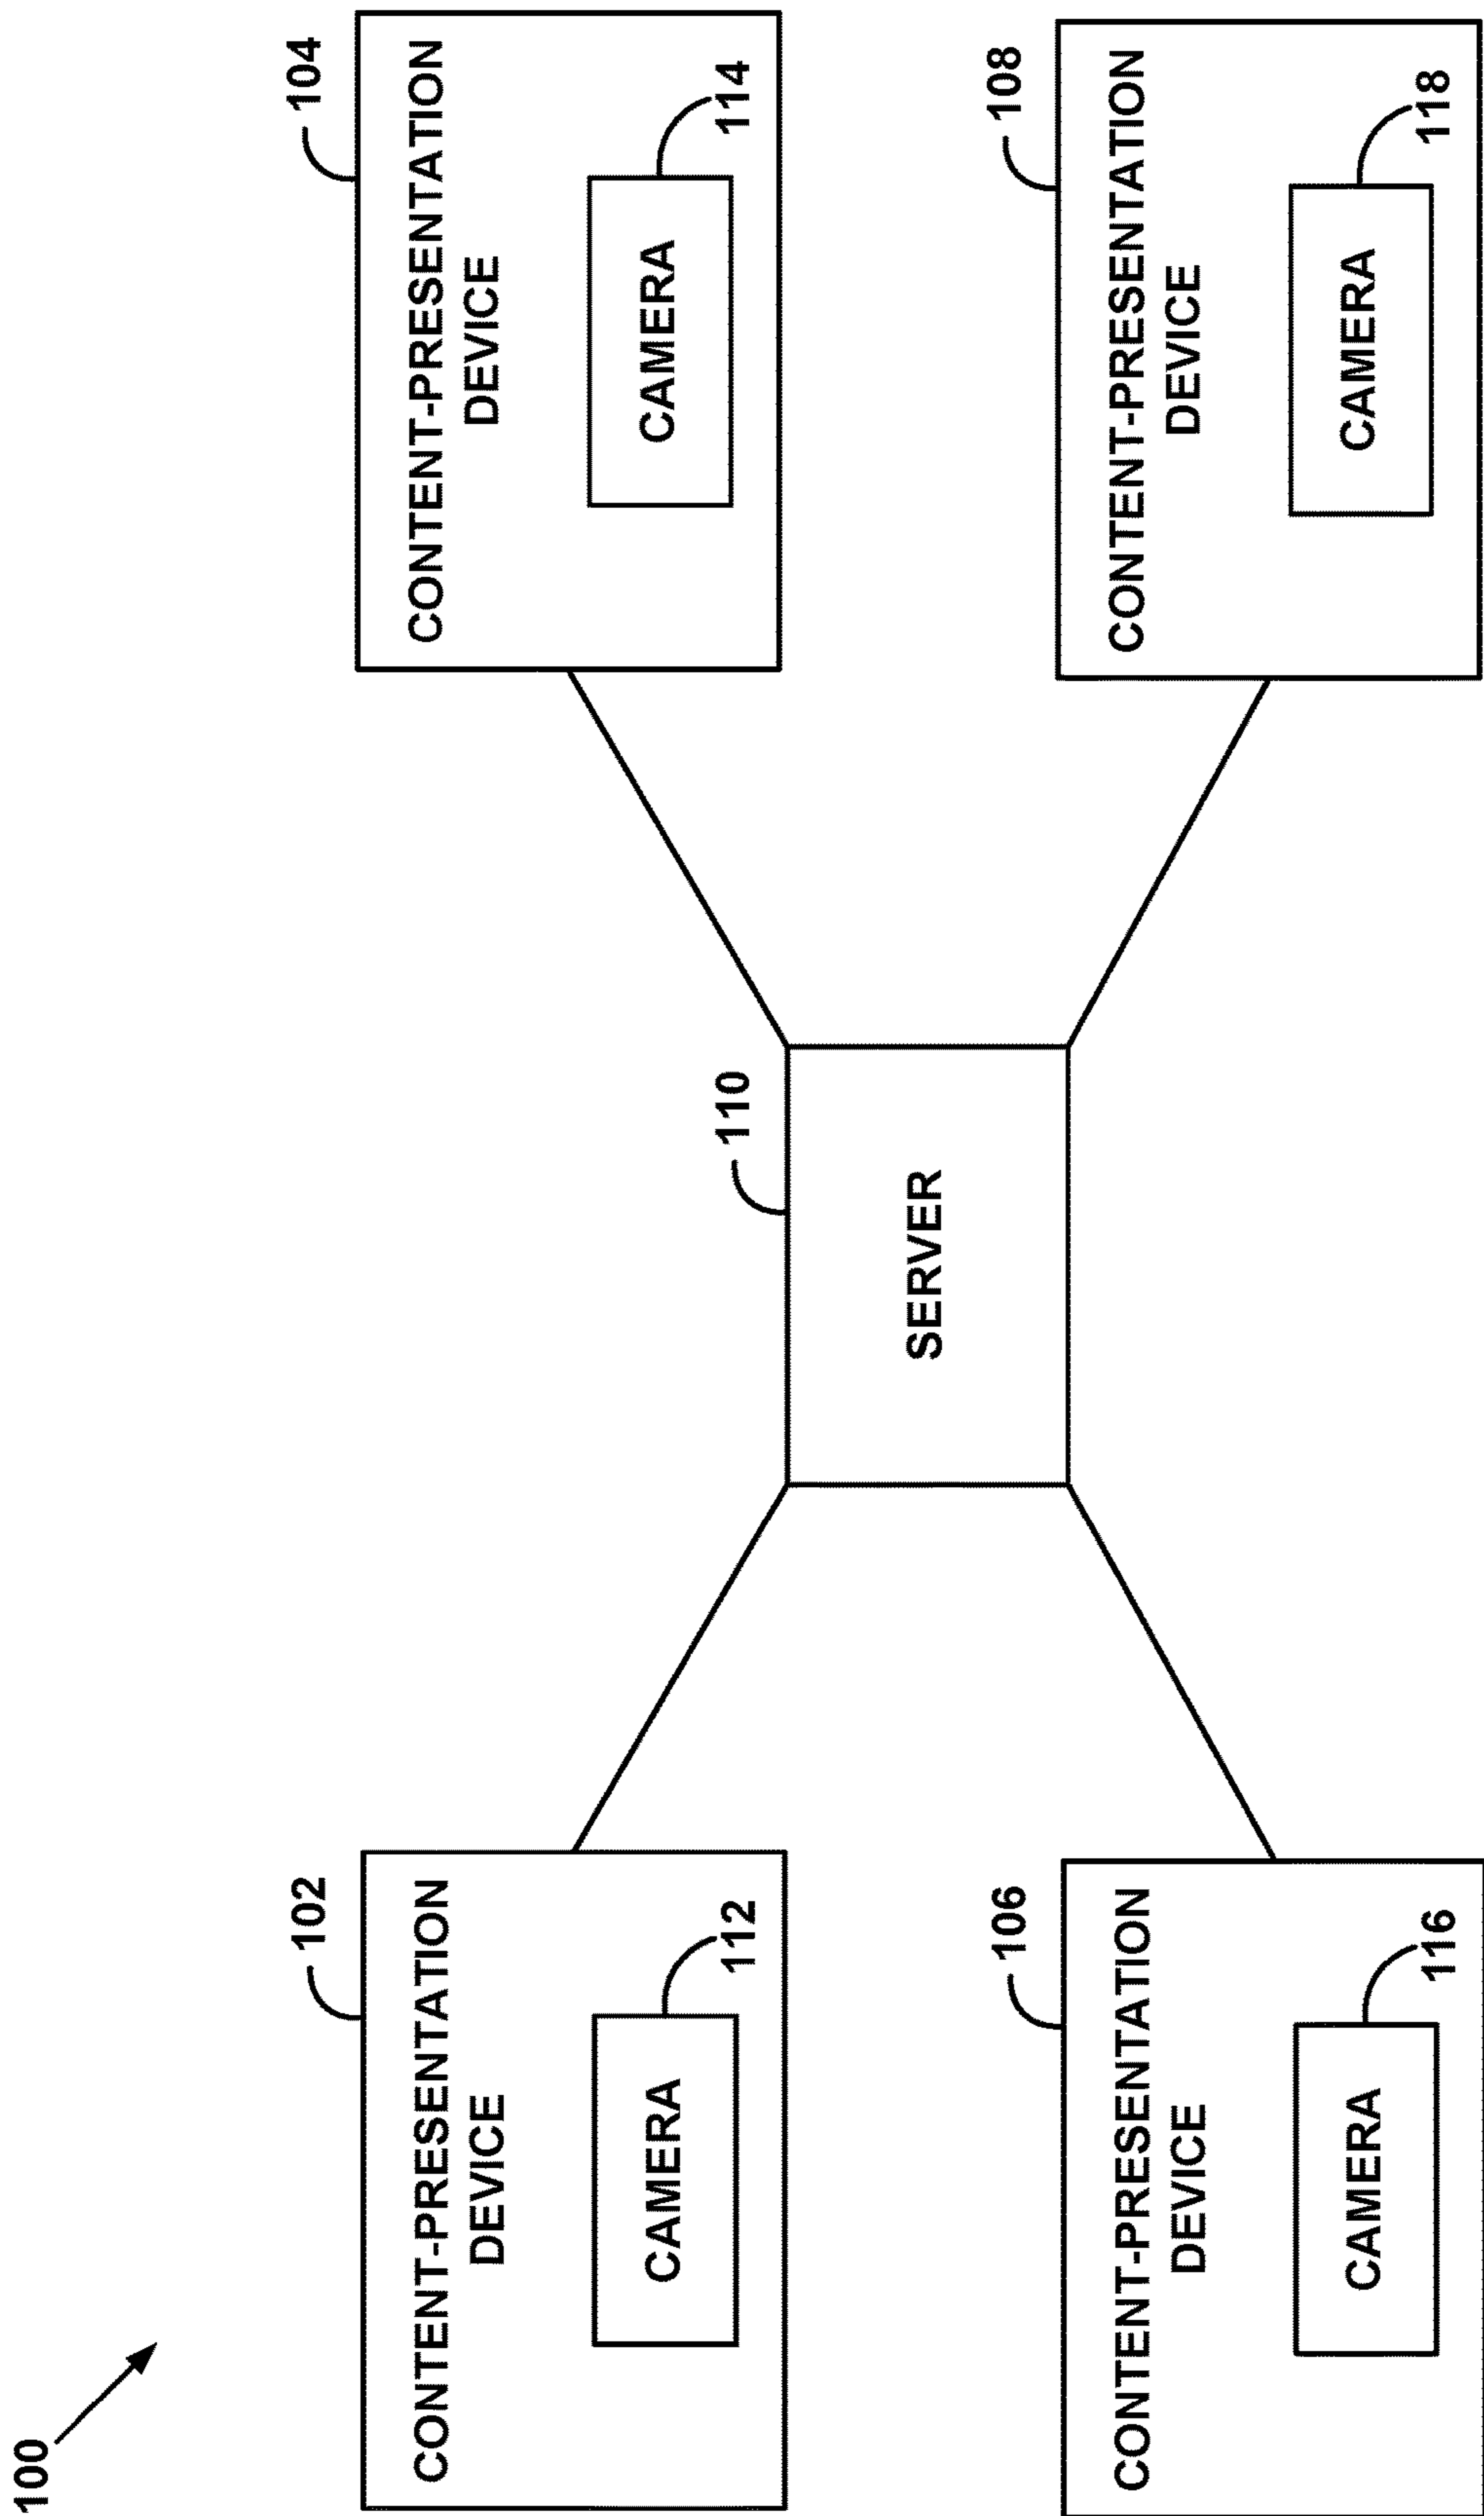 100
102
CONTENT-PRESENTATION
DEVICE
CAMERA
112
104
CONTENT-PRESENTATION
DEVICE
CAMERA
114
110
SERVER
106
CONTENT-PRESENTATION
DEVICE
CAMERA
116
108
CONTENT-PRESENTATION
DEVICE
CAMERA
118